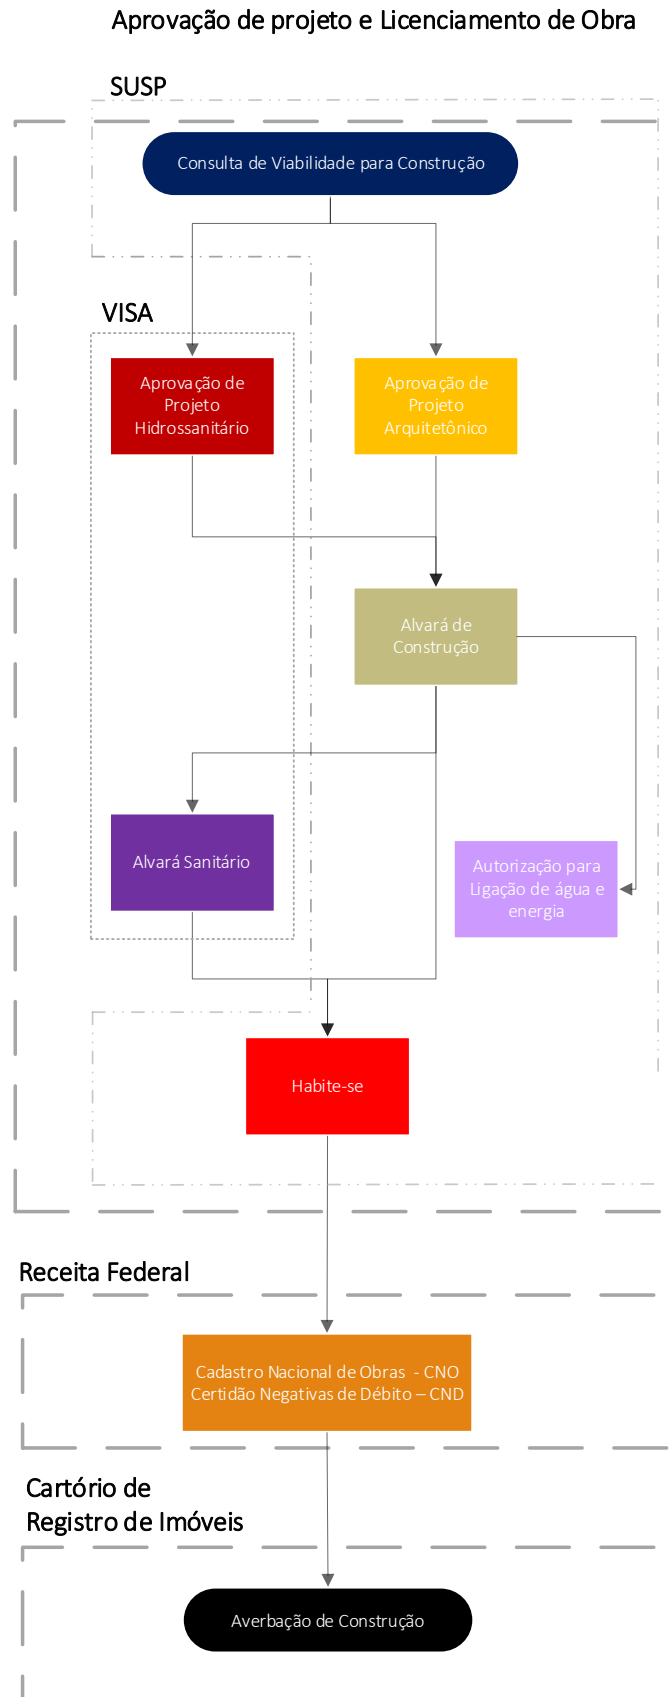 Aprovação de projeto e Licenciamento de Obra
SUSP
Consulta de Viabilidade para Construção
VISA
Aprovação de
Projeto
Hidrossanitário
Aprovação de
Projeto
Arquitetônico
Alvará de
Construção
Alvará Sanitário
Autorização para
Ligação de água e
energia
Habite-se
Receita Federal
Cadastro Nacional de Obras - CNO
Certidão Negativas de Débito – CND
Cartório de
Registro de Imóveis
Averbação de Construção